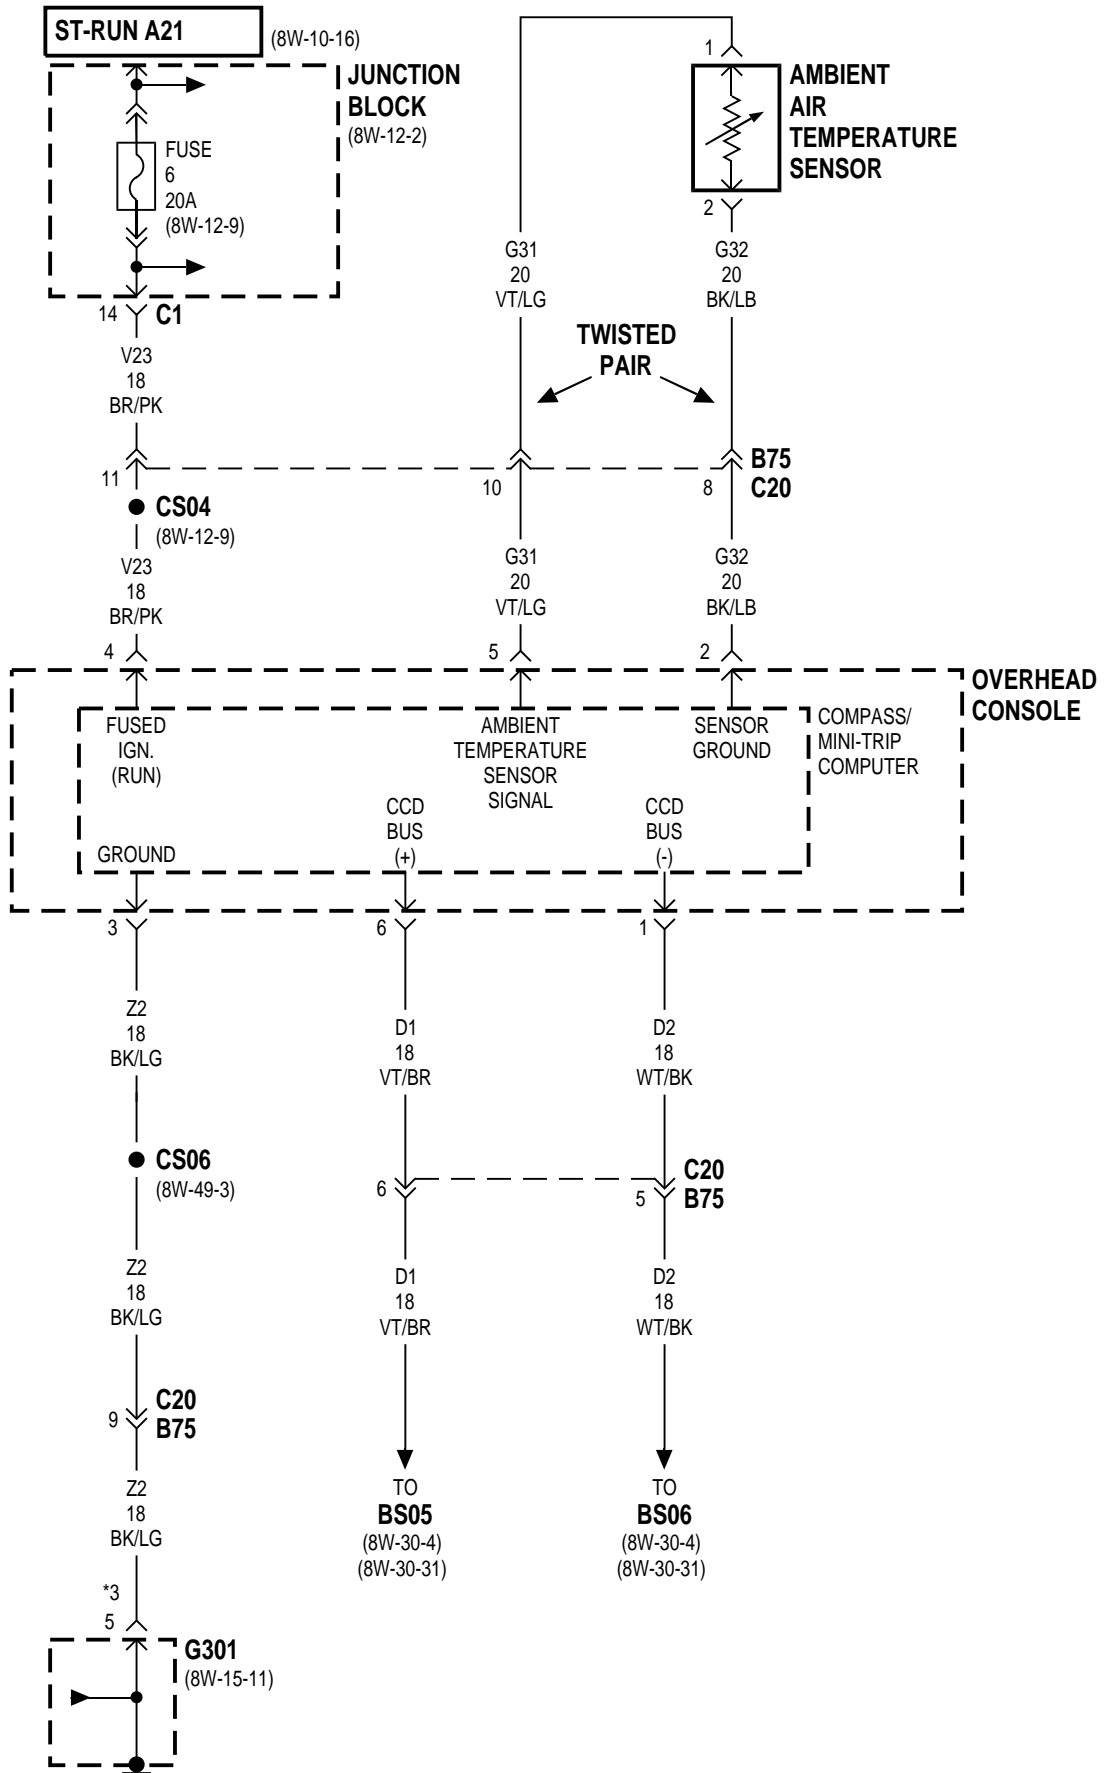 ST-RUN A21
(8W-10-16)
JUNCTION
BLOCK
(8W-12-2)
FUSE
6
20A
(8W-12-9)
14
C1
V23
18
BR/PK
1
AMBIENT
AIR
TEMPERATURE
SENSOR
2
G31
20
VT/LG
G32
20
BK/LB
TWISTED
PAIR
11
10
8
B75
C20
CS04
(8W-12-9)
V23
18
BR/PK
G31
20
VT/LG
G32
20
BK/LB
4
5
2
OVERHEAD
CONSOLE
COMPASS/
MINI-TRIP
COMPUTER
FUSED
IGN.
(RUN)
AMBIENT
TEMPERATURE
SENSOR
SIGNAL
SENSOR
GROUND
GROUND
CCD
BUS
(+)
CCD
BUS
(-)
3
6
1
Z2
18
BK/LG
D1
18
VT/BR
D2
18
WT/BK
CS06
(8W-49-3)
6
5
C20
B75
Z2
18
BK/LG
D1
18
VT/BR
D2
18
WT/BK
9
C20
B75
Z2
18
BK/LG
TO
BS05
(8W-30-4)
(8W-30-31)
TO
BS06
(8W-30-4)
(8W-30-31)
*3
5
G301
(8W-15-11)